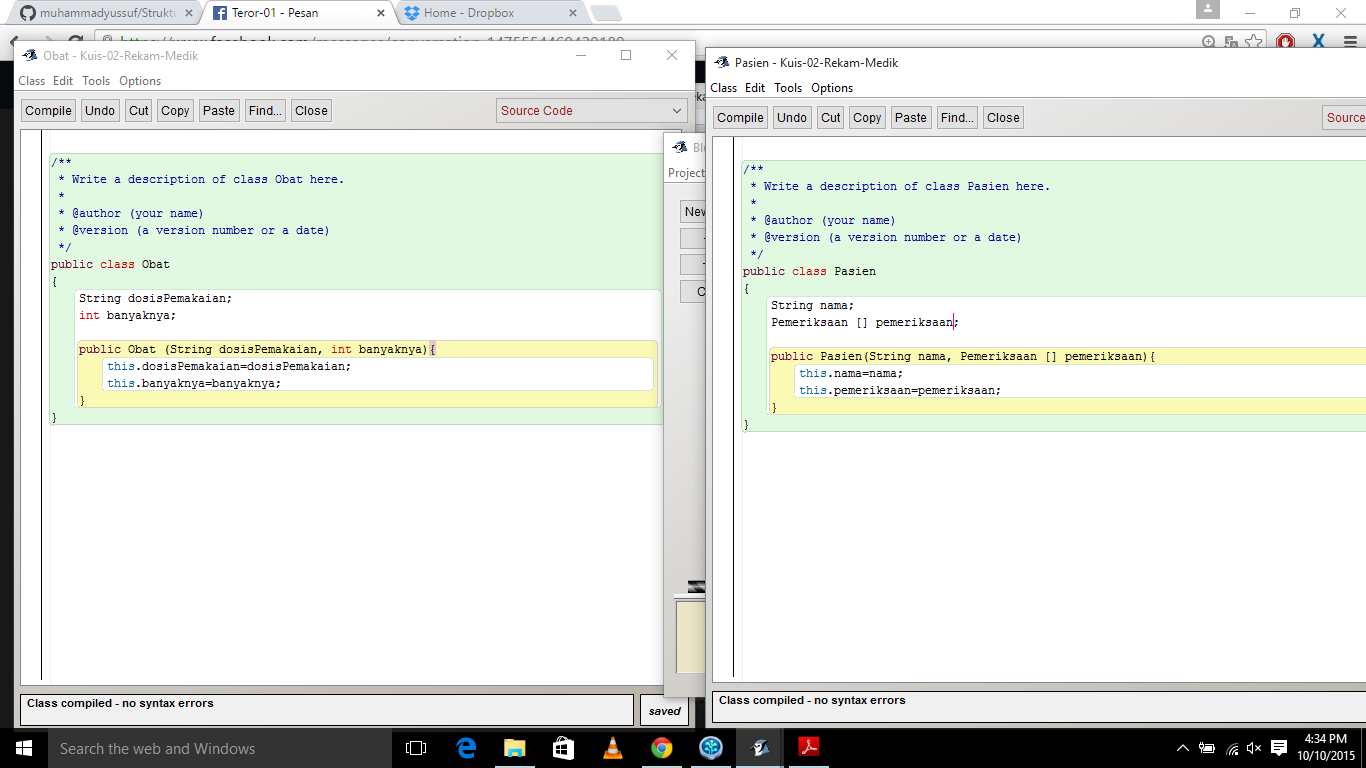 muhammadyussuf/Struktu
Teror-01 - Pesan
Home - Dropbox
Obat - Kuis-02-Rekam-Medik
Class Edit Tools Options
Compile Undo Cut Copy Paste Find... Close Source Code
/**
* Write a description of class Obat here.
*
* @author (your name)
* @version (a version number or a date)
*/
public class Obat
{
String dosisPemakaian;
int banyaknya;
public Obat (String dosisPemakaian, int banyaknya){
this.dosisPemakaian=dosisPemakaian;
this.banyaknya=banyaknya;
}
}
Class compiled - no syntax errors
saved
Project
New
Pasien - Kuis-02-Rekam-Medik
Class Edit Tools Options
Compile Undo Cut Copy Paste Find... Close Source
/**
* Write a description of class Pasien here.
*
* @author (your name)
* @version (a version number or a date)
*/
public class Pasien
{
String nama;
Pemeriksaan [] pemeriksaan;
public Pasien(String nama, Pemeriksaan [] pemeriksaan){
this.nama=nama;
this.pemeriksaan=pemeriksaan;
}
}
Class compiled - no syntax errors
Search the web and Windows
4:34 PM
10/10/2015